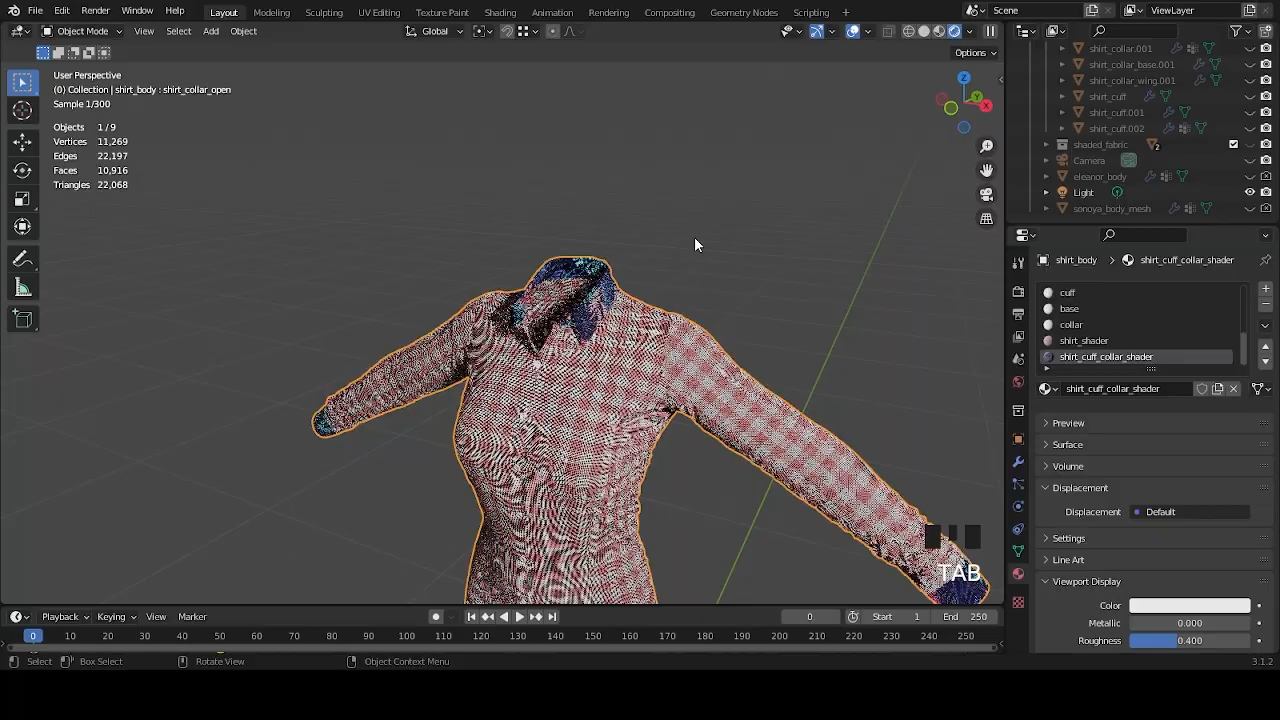 File Edit Render Window Help Layout Modeling Sculpting UV Editing Texture Paint Shading Animation Rendering Compositing Geometry Nodes Scripting + Scene ViewLayer
Object Mode View Select Add Object Global
Options
User Perspective
(0) Collection | shirt_body : shirt_collar_open
Sample 1/300
Objects 1/9
Vertices 11,269
Edges 22,197
Faces 10,916
Triangles 22,068
Z
Y
X
shirt_collar.001
shirt_collar_base.001
shirt_collar_wing.001
shirt_cuff
shirt_cuff.001
shirt_cuff.002
shaded_fabric 2
Camera
eleanor_body
Light
sonoya_body_mesh
shirt_body > shirt_cuff_collar_shader
cuff
base
collar
shirt_shader
shirt_cuff_collar_shader
shirt_cuff_collar_shader
Preview
Surface
Volume
Displacement
Displacement Default
Settings
Line Art
Viewport Display
Color
Metallic 0.000
Roughness 0.400
TAB
Playback Keying View Marker 0 Start 1 End 250
0 10 20 30 40 50 60 70 80 90 100 110 120 130 140 150 160 170 180 190 200 210 220 230 240 250
Select Box Select Rotate View Object Context Menu 3.1.2